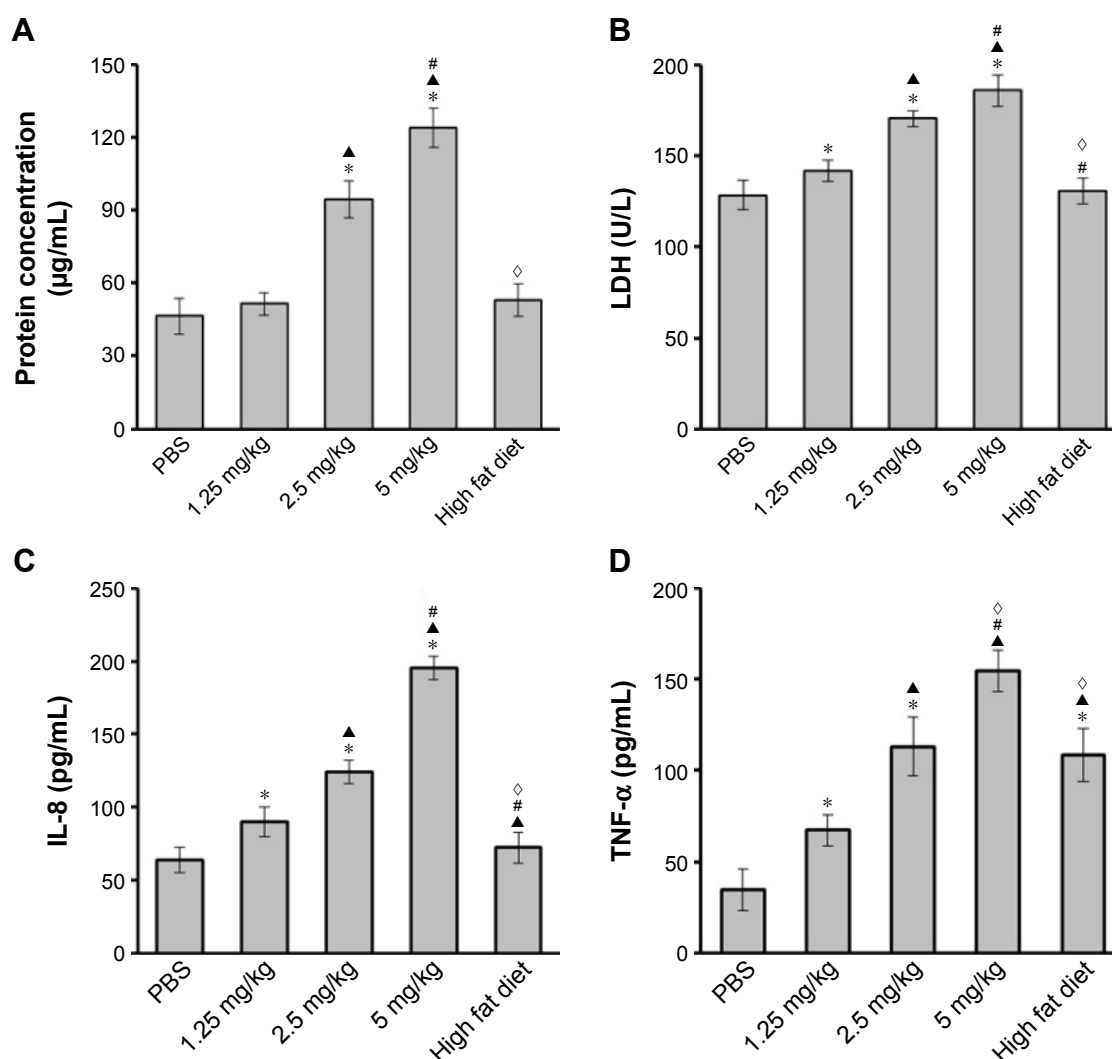 A
Protein concentration
(µg/mL)
150
120
90
60
30
0
*
▲
*
#
▲
*
◇
PBS
1.25 mg/kg
2.5 mg/kg
5 mg/kg
High fat diet
B
LDH (U/L)
200
150
100
50
0
*
▲
*
#
▲
*
◇
#
PBS
1.25 mg/kg
2.5 mg/kg
5 mg/kg
High fat diet
C
IL-8 (pg/mL)
250
200
150
100
50
0
*
▲
*
#
▲
*
◇
#
▲
PBS
1.25 mg/kg
2.5 mg/kg
5 mg/kg
High fat diet
D
TNF-α (pg/mL)
200
150
100
50
0
*
▲
*
◇
#
▲
◇
▲
*
PBS
1.25 mg/kg
2.5 mg/kg
5 mg/kg
High fat diet